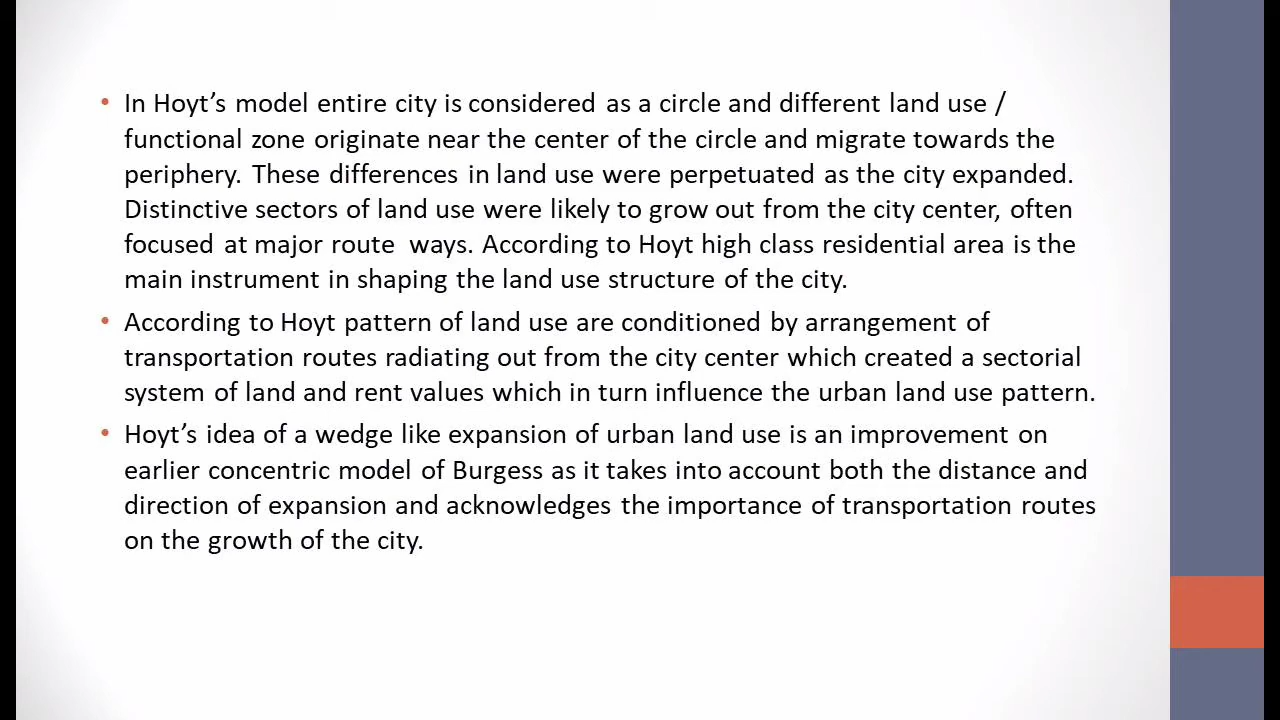 • In Hoyt’s model entire city is considered as a circle and different land use /
functional zone originate near the center of the circle and migrate towards the
periphery. These differences in land use were perpetuated as the city expanded.
Distinctive sectors of land use were likely to grow out from the city center, often
focused at major route  ways. According to Hoyt high class residential area is the
main instrument in shaping the land use structure of the city.
• According to Hoyt pattern of land use are conditioned by arrangement of
transportation routes radiating out from the city center which created a sectorial
system of land and rent values which in turn influence the urban land use pattern.
• Hoyt’s idea of a wedge like expansion of urban land use is an improvement on
earlier concentric model of Burgess as it takes into account both the distance and
direction of expansion and acknowledges the importance of transportation routes
on the growth of the city.